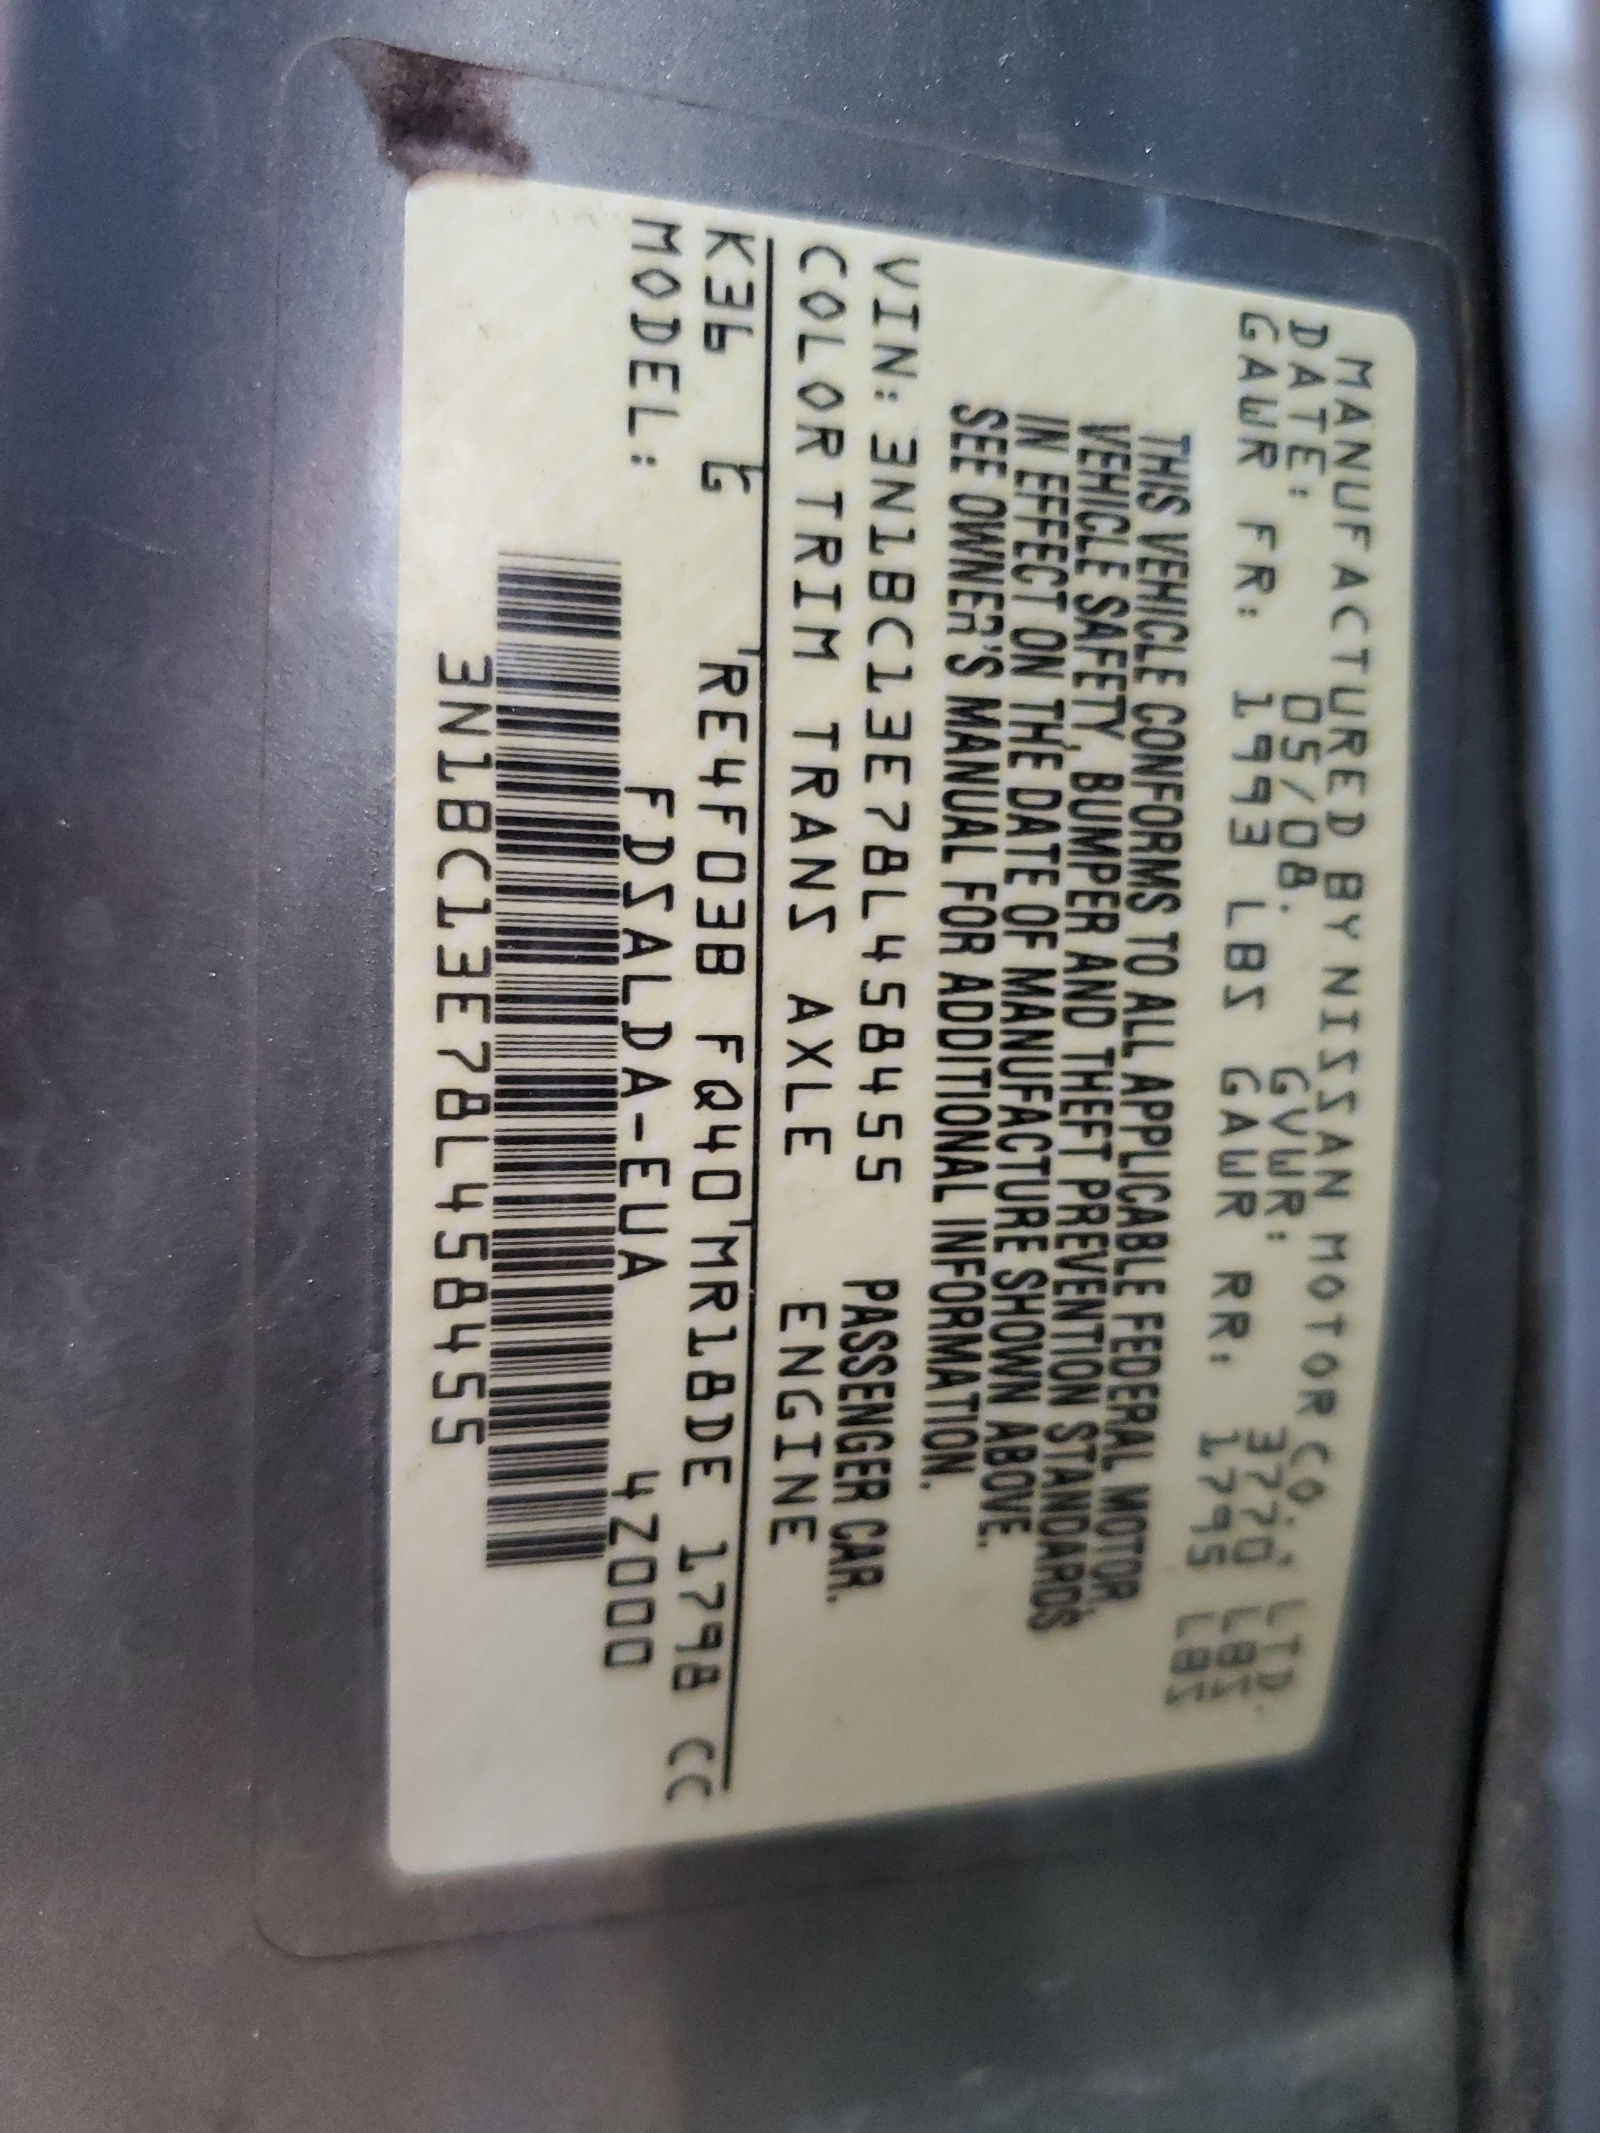 MANUFACTURED BY NISSAN MOTOR CO., LTD.
DATE: 05/08. GVWR: 3770 LBS
GAWR FR: 1993 LBS GAWR RR: 1795 LBS
THIS VEHICLE CONFORMS TO ALL APPLICABLE FEDERAL MOTOR
VEHICLE SAFETY, BUMPER AND THEFT PREVENTION STANDARDS
IN EFFECT ON THE DATE OF MANUFACTURE SHOWN ABOVE.
SEE OWNER'S MANUAL FOR ADDITIONAL INFORMATION.
VIN: 3N1BC13E78L458455 PASSENGER CAR.
COLOR TRIM TRANS AXLE ENGINE
K36 G RE4F03B FQ40 MR18DE 1798 CC
MODEL: FDSALDA-EUA 4Z000
3N1BC13E78L458455